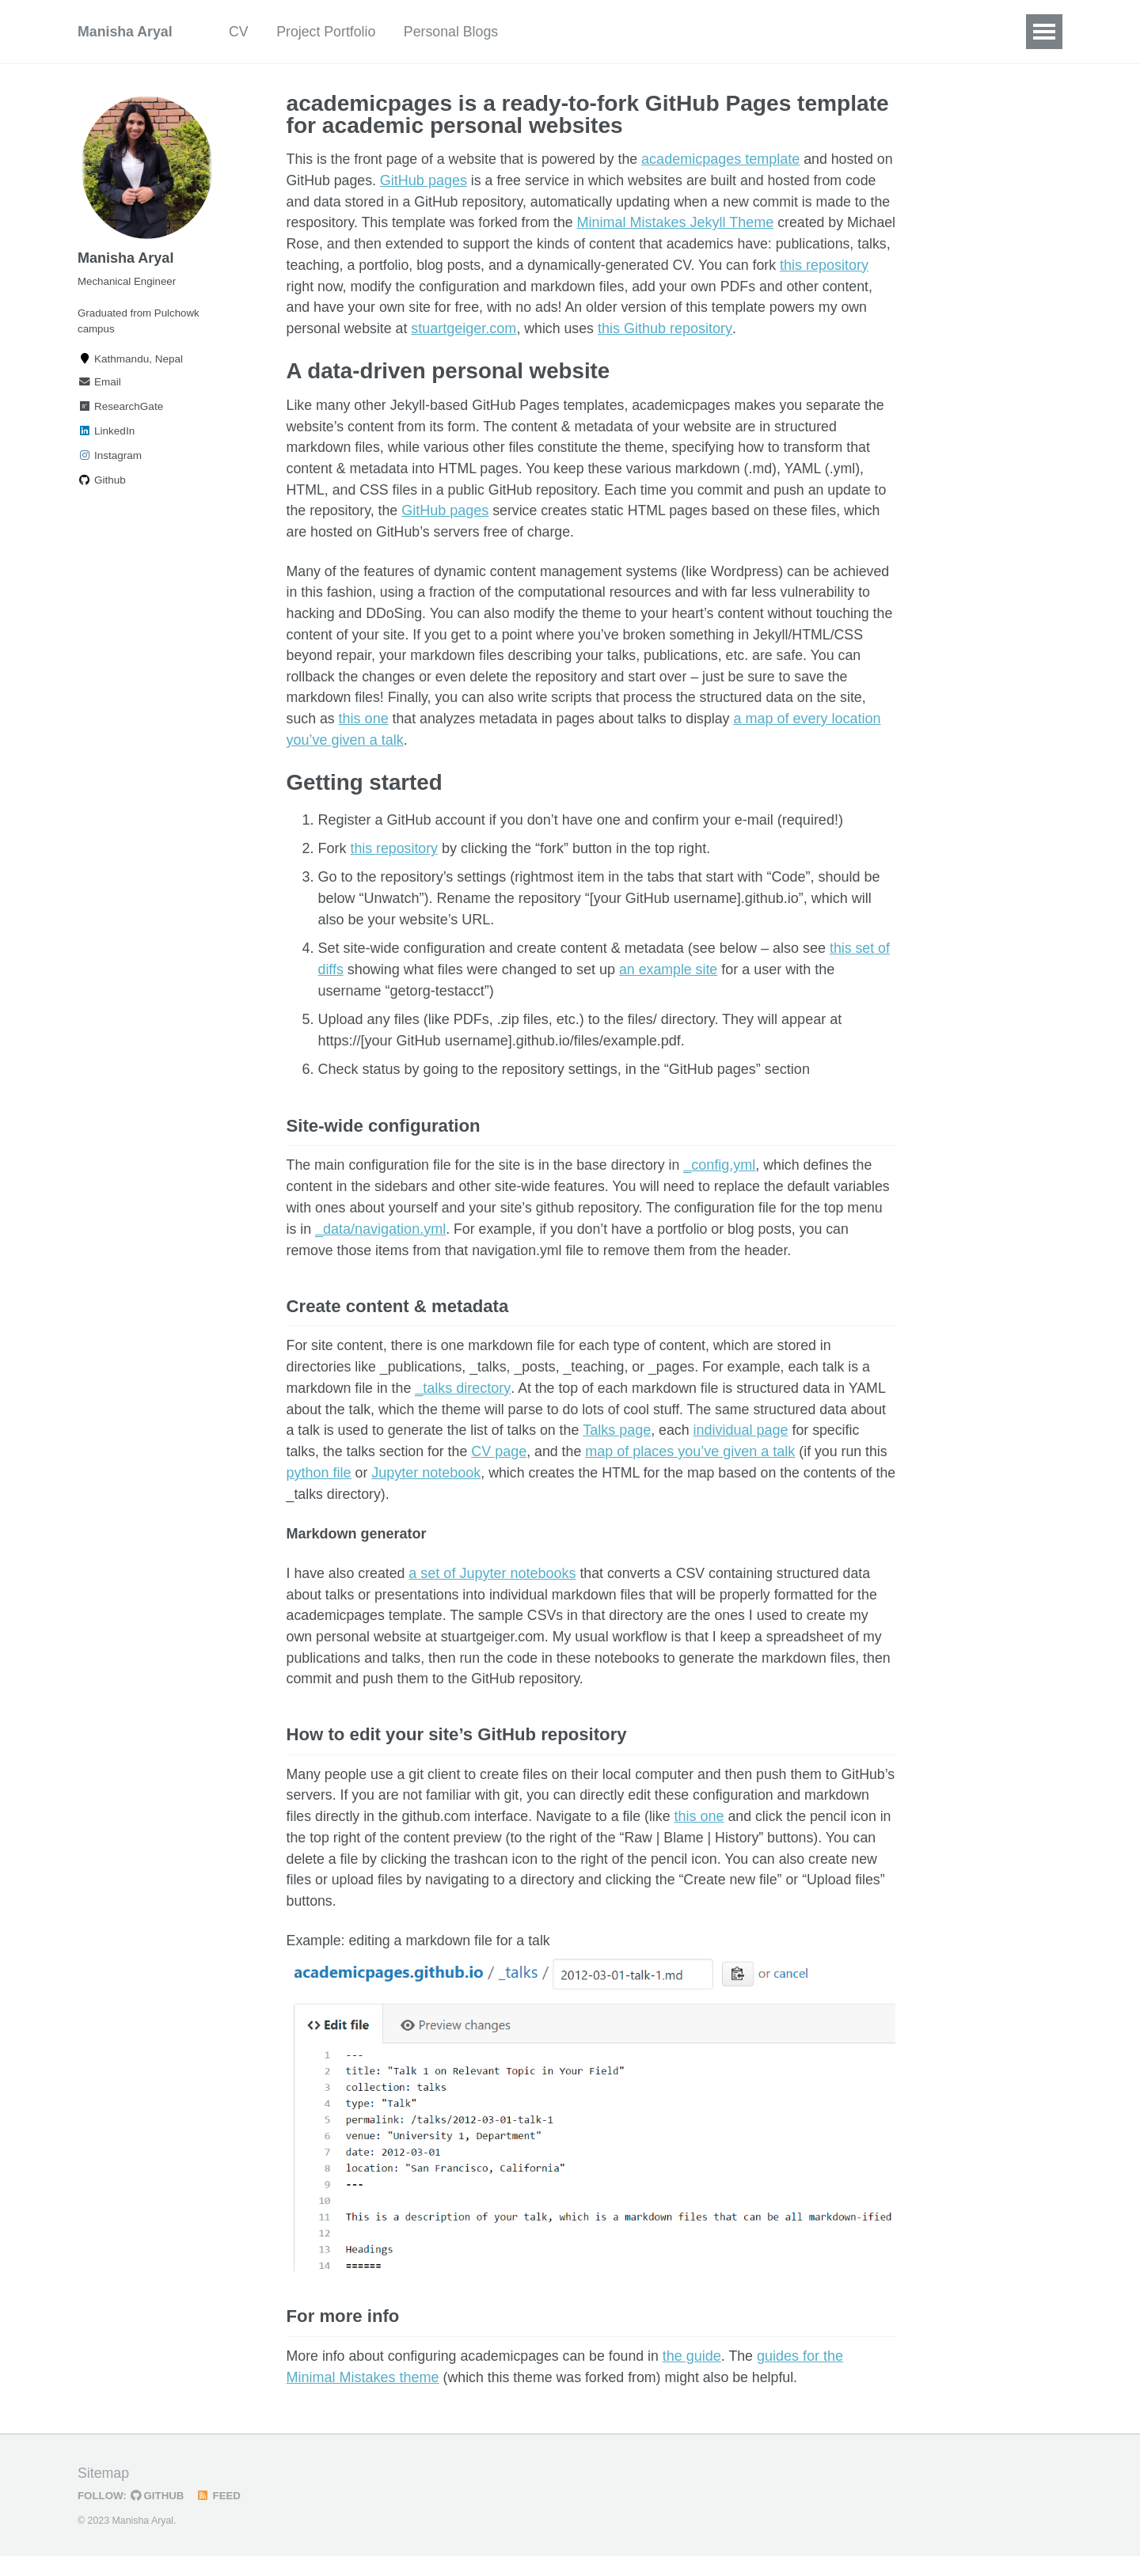 Manisha Aryal CV Project Portfolio Personal Blogs
Manisha Aryal
Mechanical Engineer
Graduated from Pulchowk
campus
Kathmandu, Nepal
Email
ResearchGate
LinkedIn
Instagram
Github
academicpages is a ready-to-fork GitHub Pages template
for academic personal websites
This is the front page of a website that is powered by the academicpages template and hosted on
GitHub pages. GitHub pages is a free service in which websites are built and hosted from code
and data stored in a GitHub repository, automatically updating when a new commit is made to the
respository. This template was forked from the Minimal Mistakes Jekyll Theme created by Michael
Rose, and then extended to support the kinds of content that academics have: publications, talks,
teaching, a portfolio, blog posts, and a dynamically-generated CV. You can fork this repository
right now, modify the configuration and markdown files, add your own PDFs and other content,
and have your own site for free, with no ads! An older version of this template powers my own
personal website at stuartgeiger.com, which uses this Github repository.
A data-driven personal website
Like many other Jekyll-based GitHub Pages templates, academicpages makes you separate the
website’s content from its form. The content & metadata of your website are in structured
markdown files, while various other files constitute the theme, specifying how to transform that
content & metadata into HTML pages. You keep these various markdown (.md), YAML (.yml),
HTML, and CSS files in a public GitHub repository. Each time you commit and push an update to
the repository, the GitHub pages service creates static HTML pages based on these files, which
are hosted on GitHub’s servers free of charge.
Many of the features of dynamic content management systems (like Wordpress) can be achieved
in this fashion, using a fraction of the computational resources and with far less vulnerability to
hacking and DDoSing. You can also modify the theme to your heart’s content without touching the
content of your site. If you get to a point where you’ve broken something in Jekyll/HTML/CSS
beyond repair, your markdown files describing your talks, publications, etc. are safe. You can
rollback the changes or even delete the repository and start over – just be sure to save the
markdown files! Finally, you can also write scripts that process the structured data on the site,
such as this one that analyzes metadata in pages about talks to display a map of every location
you’ve given a talk.
Getting started
1. Register a GitHub account if you don’t have one and confirm your e-mail (required!)
2. Fork this repository by clicking the “fork” button in the top right.
3. Go to the repository’s settings (rightmost item in the tabs that start with “Code”, should be
below “Unwatch”). Rename the repository “[your GitHub username].github.io”, which will
also be your website’s URL.
4. Set site-wide configuration and create content & metadata (see below – also see this set of
diffs showing what files were changed to set up an example site for a user with the
username “getorg-testacct”)
5. Upload any files (like PDFs, .zip files, etc.) to the files/ directory. They will appear at
https://[your GitHub username].github.io/files/example.pdf.
6. Check status by going to the repository settings, in the “GitHub pages” section
Site-wide configuration
The main configuration file for the site is in the base directory in _config.yml, which defines the
content in the sidebars and other site-wide features. You will need to replace the default variables
with ones about yourself and your site’s github repository. The configuration file for the top menu
is in _data/navigation.yml. For example, if you don’t have a portfolio or blog posts, you can
remove those items from that navigation.yml file to remove them from the header.
Create content & metadata
For site content, there is one markdown file for each type of content, which are stored in
directories like _publications, _talks, _posts, _teaching, or _pages. For example, each talk is a
markdown file in the _talks directory. At the top of each markdown file is structured data in YAML
about the talk, which the theme will parse to do lots of cool stuff. The same structured data about
a talk is used to generate the list of talks on the Talks page, each individual page for specific
talks, the talks section for the CV page, and the map of places you’ve given a talk (if you run this
python file or Jupyter notebook, which creates the HTML for the map based on the contents of the
_talks directory).
Markdown generator
I have also created a set of Jupyter notebooks that converts a CSV containing structured data
about talks or presentations into individual markdown files that will be properly formatted for the
academicpages template. The sample CSVs in that directory are the ones I used to create my
own personal website at stuartgeiger.com. My usual workflow is that I keep a spreadsheet of my
publications and talks, then run the code in these notebooks to generate the markdown files, then
commit and push them to the GitHub repository.
How to edit your site’s GitHub repository
Many people use a git client to create files on their local computer and then push them to GitHub’s
servers. If you are not familiar with git, you can directly edit these configuration and markdown
files directly in the github.com interface. Navigate to a file (like this one and click the pencil icon in
the top right of the content preview (to the right of the “Raw | Blame | History” buttons). You can
delete a file by clicking the trashcan icon to the right of the pencil icon. You can also create new
files or upload files by navigating to a directory and clicking the “Create new file” or “Upload files”
buttons.
Example: editing a markdown file for a talk
academicpages.github.io / _talks / 2012-03-01-talk-1.md or cancel
<> Edit file Preview changes
1 ---
2 title: "Talk 1 on Relevant Topic in Your Field"
3 collection: talks
4 type: "Talk"
5 permalink: /talks/2012-03-01-talk-1
6 venue: "University 1, Department"
7 date: 2012-03-01
8 location: "San Francisco, California"
9 ---
10
11 This is a description of your talk, which is a markdown files that can be all markdown-ified
12
13 Headings
14 ======
For more info
More info about configuring academicpages can be found in the guide. The guides for the
Minimal Mistakes theme (which this theme was forked from) might also be helpful.
Sitemap
FOLLOW: GITHUB FEED
© 2023 Manisha Aryal.